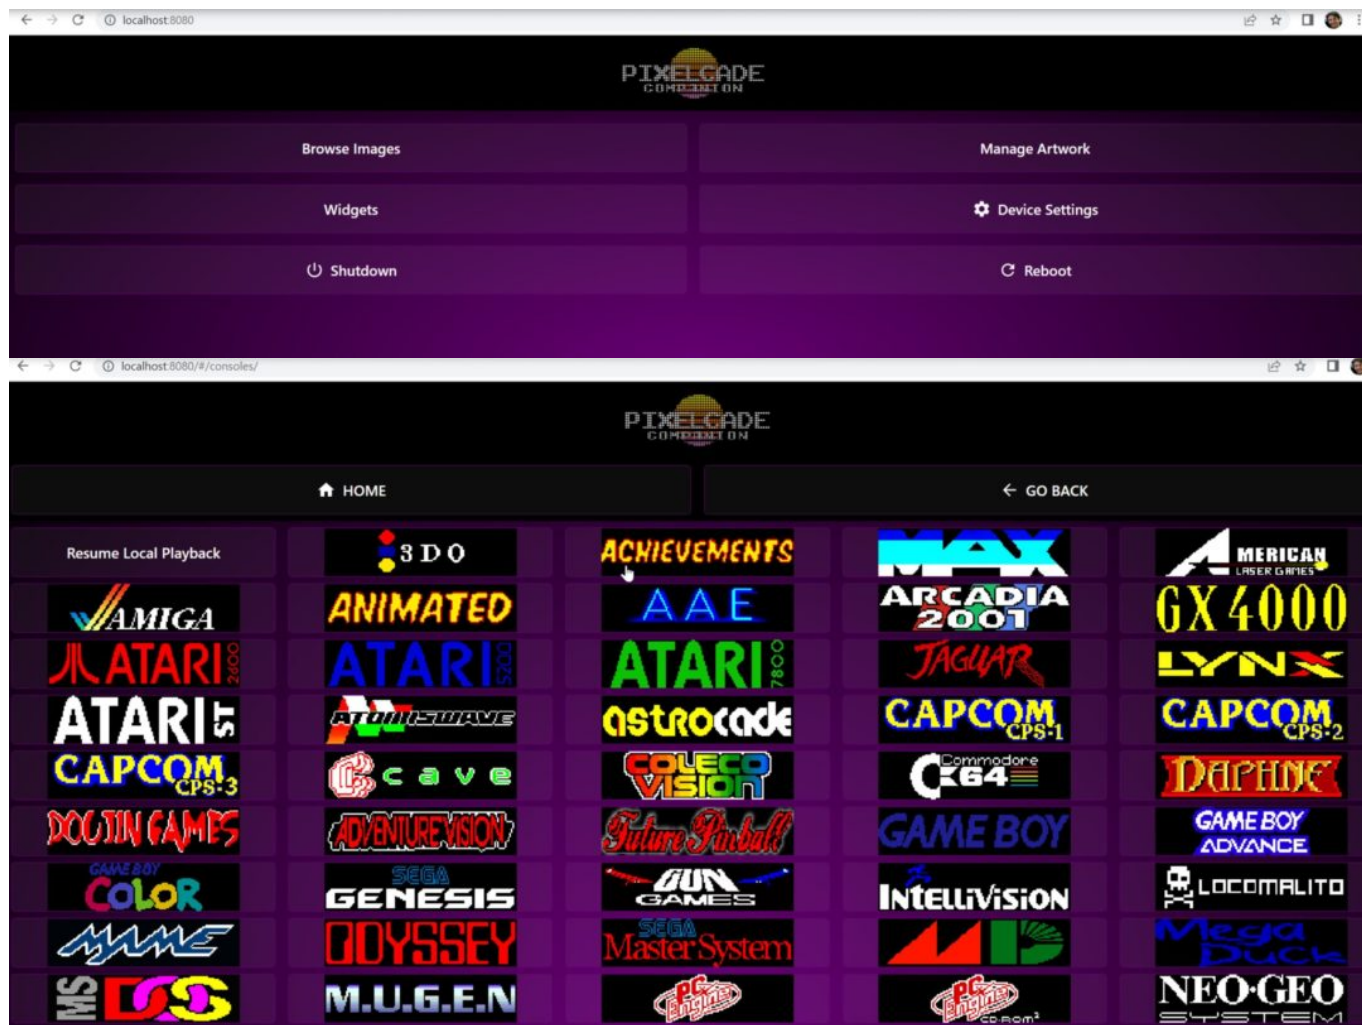 localhost:8080
PIXELCADE
COMPANION
Browse Images
Manage Artwork
Widgets
Device Settings
Shutdown
Reboot
localhost:8080/#/consoles/
PIXELCADE
COMPANION
HOME
GO BACK
Resume Local Playback
3DO
ACHIEVEMENTS
MAX
AMERICAN
LASER GAMES
AMIGA
ANIMATED
AAE
ARCADIA
2001
GX4000
ATARI 2600
ATARI 5200
ATARI 7800
JAGUAR
LYNX
ATARI ST
ATOMISWAVE
astrocade
CAPCOM
CPS-1
CAPCOM
CPS-2
CAPCOM
CPS-3
cave
COLECO
VISION
Commodore
64
DAPHNE
DOUJIN GAMES
ADVENTUREVISION
Future Pinball
GAME BOY
GAME BOY
ADVANCE
GAME BOY
COLOR
SEGA
GENESIS
GUN
GAMES
INTELLIVISION
LOCOMALITO
MAME
ODYSSEY
SEGA
Master System
Mega
Duck
MS DOS
M.U.G.E.N
PC
Engine
PC
Engine
CD-ROM²
NEO·GEO
SYSTEM